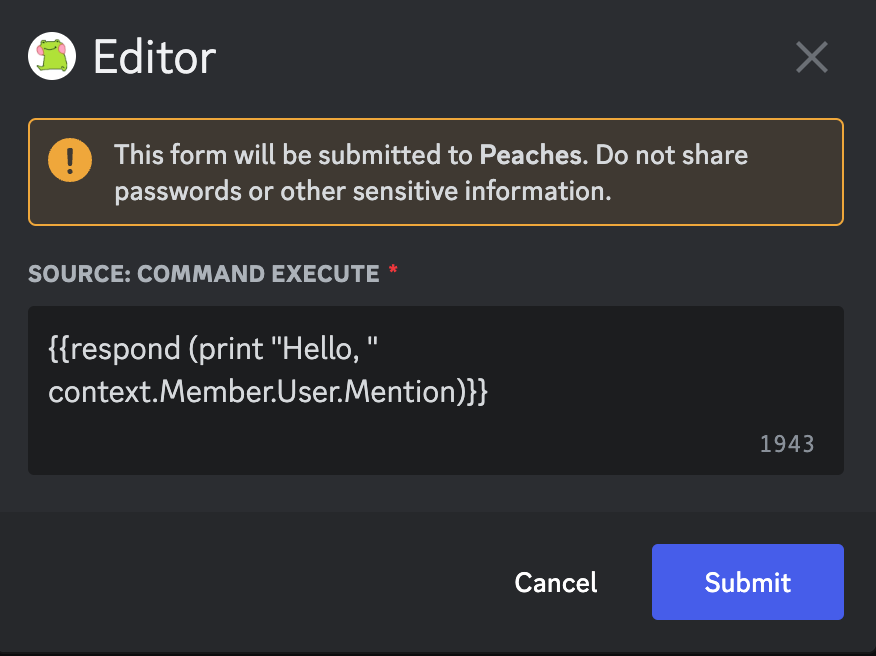 Editor
This form will be submitted to Peaches. Do not share
passwords or other sensitive information.
SOURCE: COMMAND EXECUTE *
{{respond (print "Hello, "
context.Member.User.Mention)}}
1943
Cancel
Submit